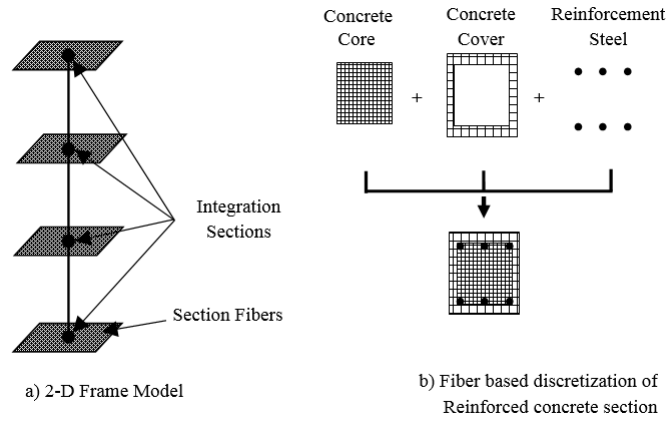 Concrete
Core
Concrete
Cover
Reinforcement
Steel
+
+
Integration
Sections
Section Fibers
a) 2-D Frame Model
b) Fiber based discretization of
Reinforced concrete section